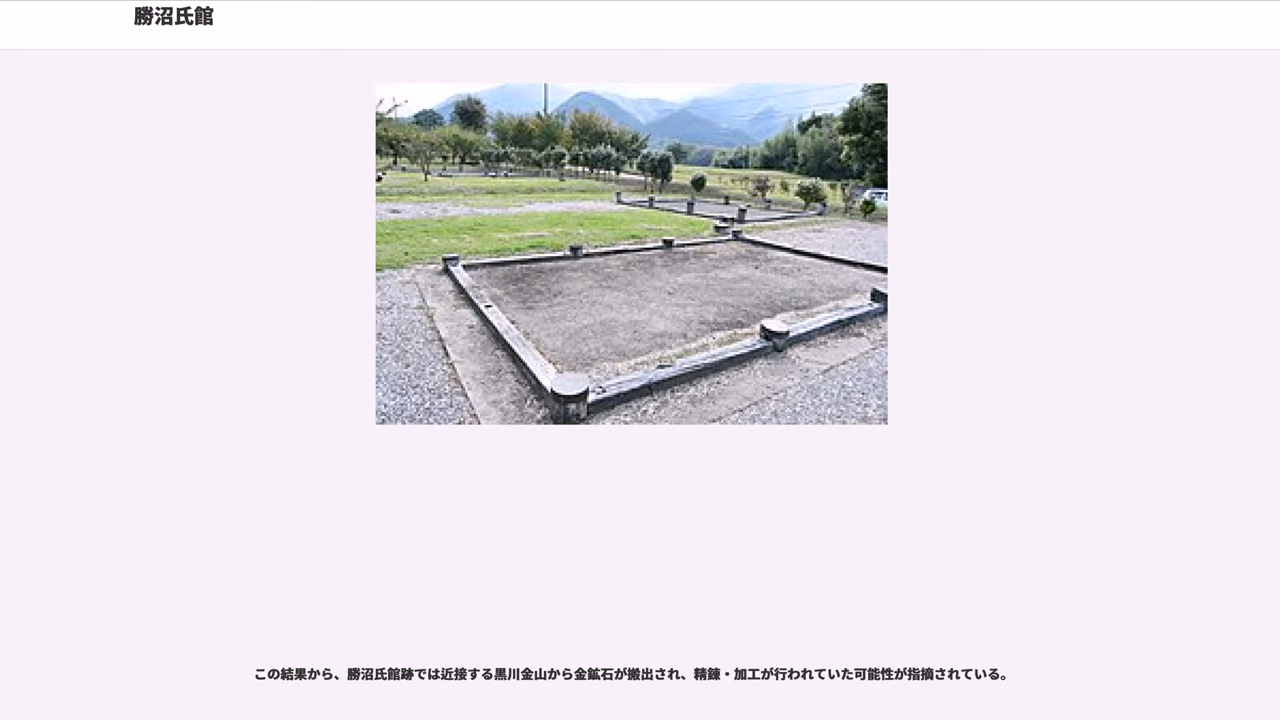 勝沼氏館
この結果から、勝沼氏館跡では近接する黒川金山から金鉱石が搬出され、精錬・加工が行われていた可能性が指摘されている。